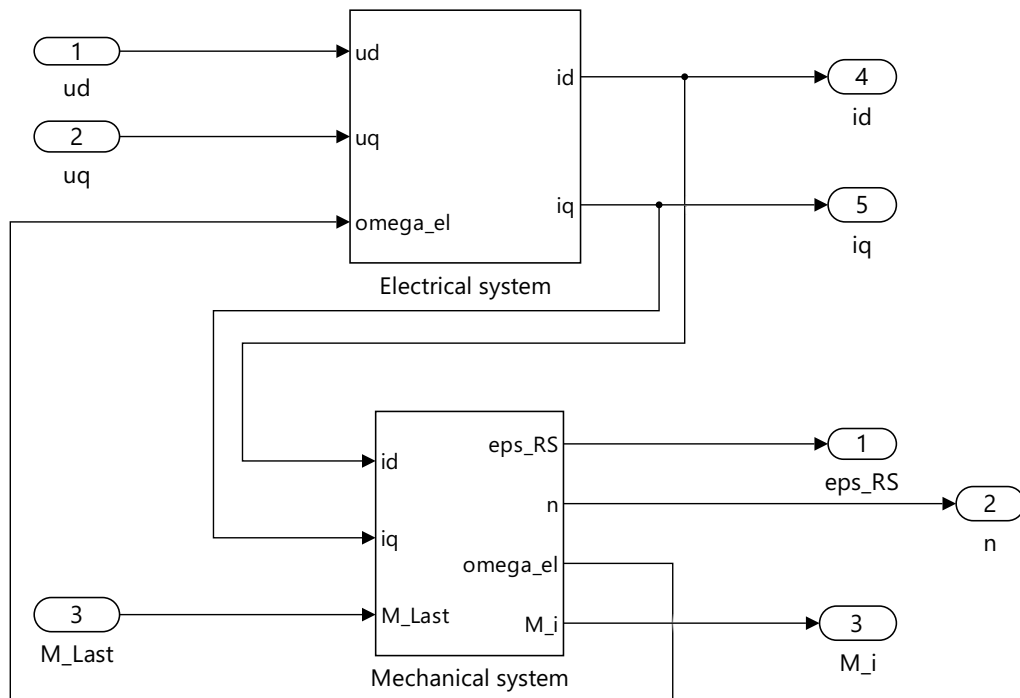 1
ud
2
uq
ud
uq
omega_el
id
iq
Electrical system
4
id
5
iq
id
iq
M_Last
eps_RS
n
omega_el
M_i
Mechanical system
3
M_Last
1
eps_RS
2
n
3
M_i